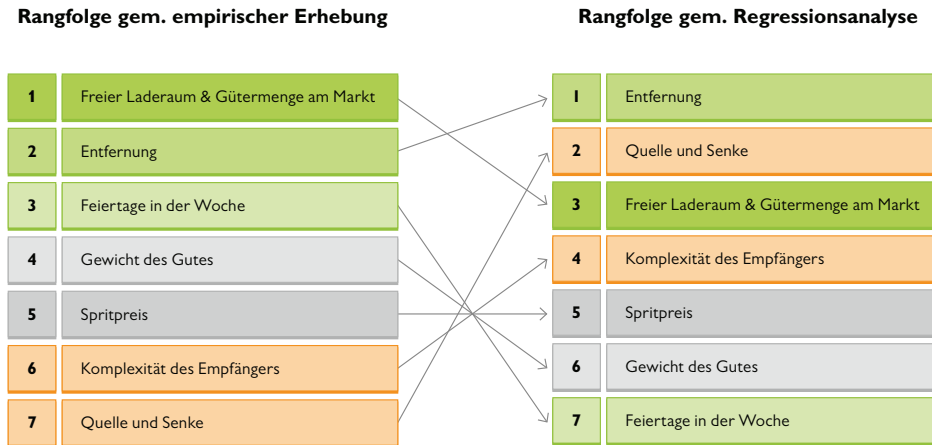 Rangfolge gem. empirischer Erhebung
1 Freier Laderaum & Gütermenge am Markt
2 Entfernung
3 Feiertage in der Woche
4 Gewicht des Gutes
5 Spritpreis
6 Komplexität des Empfängers
7 Quelle und Senke
Rangfolge gem. Regressionsanalyse
1 Entfernung
2 Quelle und Senke
3 Freier Laderaum & Gütermenge am Markt
4 Komplexität des Empfängers
5 Spritpreis
6 Gewicht des Gutes
7 Feiertage in der Woche